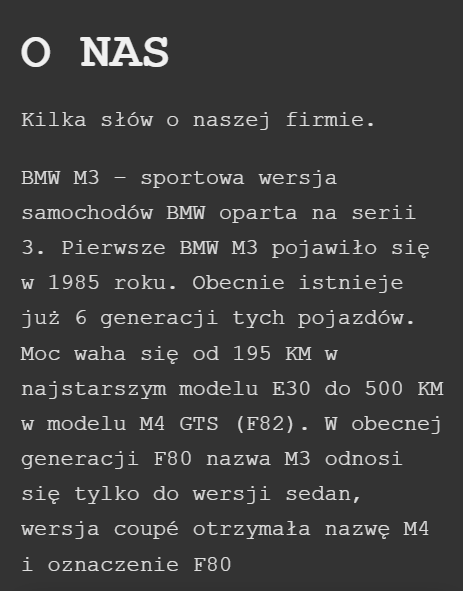 O NAS
Kilka słów o naszej firmie.
BMW M3 – sportowa wersja
samochodów BMW oparta na serii
3. Pierwsze BMW M3 pojawiło się
w 1985 roku. Obecnie istnieje
już 6 generacji tych pojazdów.
Moc waha się od 195 KM w
najstarszym modelu E30 do 500 KM
w modelu M4 GTS (F82). W obecnej
generacji F80 nazwa M3 odnosi
się tylko do wersji sedan,
wersja coupé otrzymała nazwę M4
i oznaczenie F80